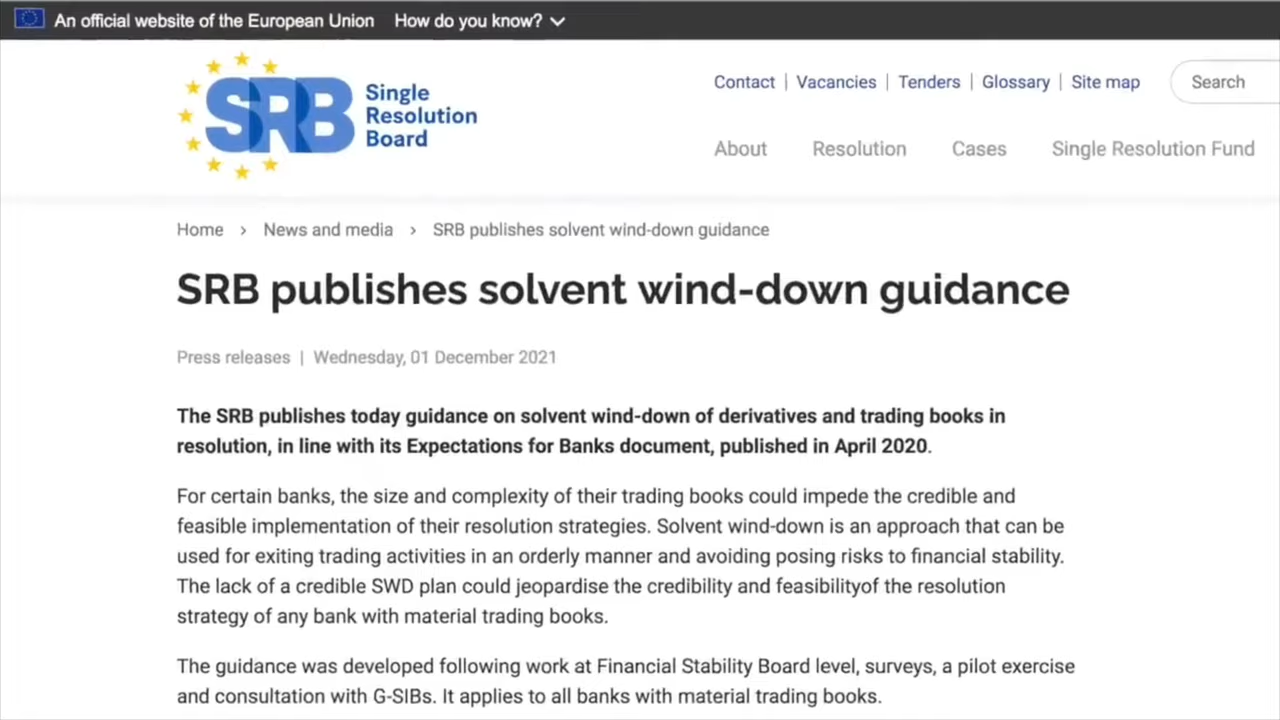 An official website of the European Union How do you know?
SRB Single
Resolution
Board
Contact | Vacancies | Tenders | Glossary | Site map
Search
About Resolution Cases Single Resolution Fund
Home > News and media > SRB publishes solvent wind-down guidance
SRB publishes solvent wind-down guidance
Press releases | Wednesday, 01 December 2021
The SRB publishes today guidance on solvent wind-down of derivatives and trading books in
resolution, in line with its Expectations for Banks document, published in April 2020.
For certain banks, the size and complexity of their trading books could impede the credible and
feasible implementation of their resolution strategies. Solvent wind-down is an approach that can be
used for exiting trading activities in an orderly manner and avoiding posing risks to financial stability.
The lack of a credible SWD plan could jeopardise the credibility and feasibilityof the resolution
strategy of any bank with material trading books.
The guidance was developed following work at Financial Stability Board level, surveys, a pilot exercise
and consultation with G-SIBs. It applies to all banks with material trading books.